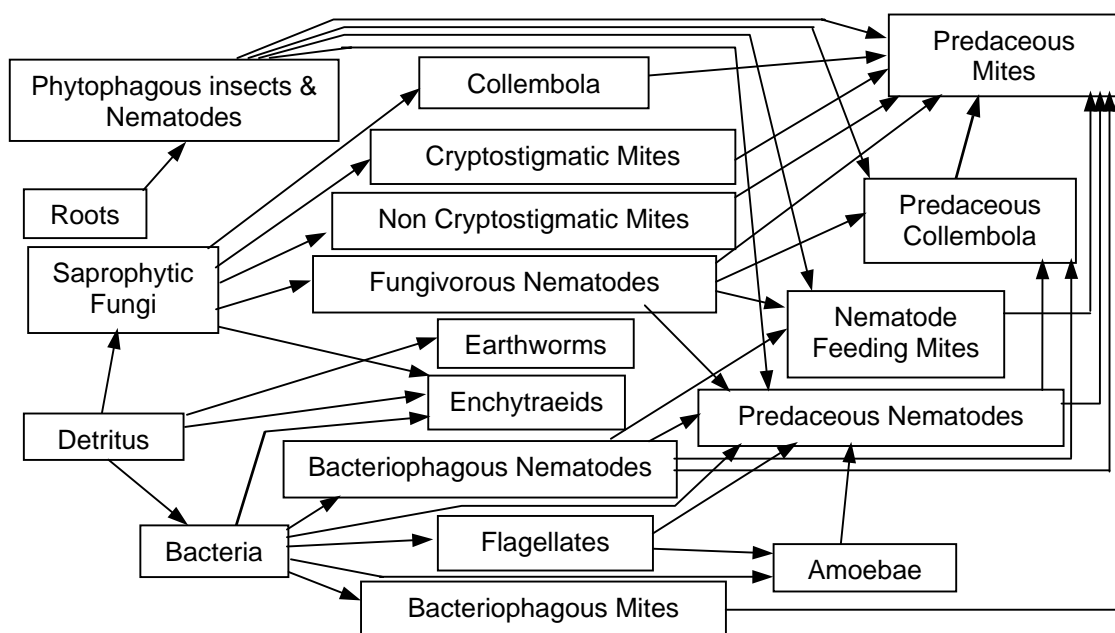 Predaceous
Mites
Phytophagous insects &
Nematodes
Collembola
Cryptostigmatic Mites
Roots
Non Cryptostigmatic Mites
Predaceous
Collembola
Saprophytic
Fungi
Fungivorous Nematodes
Nematode
Feeding Mites
Earthworms
Enchytraeids
Predaceous Nematodes
Detritus
Bacteriophagous Nematodes
Bacteria
Flagellates
Amoebae
Bacteriophagous Mites